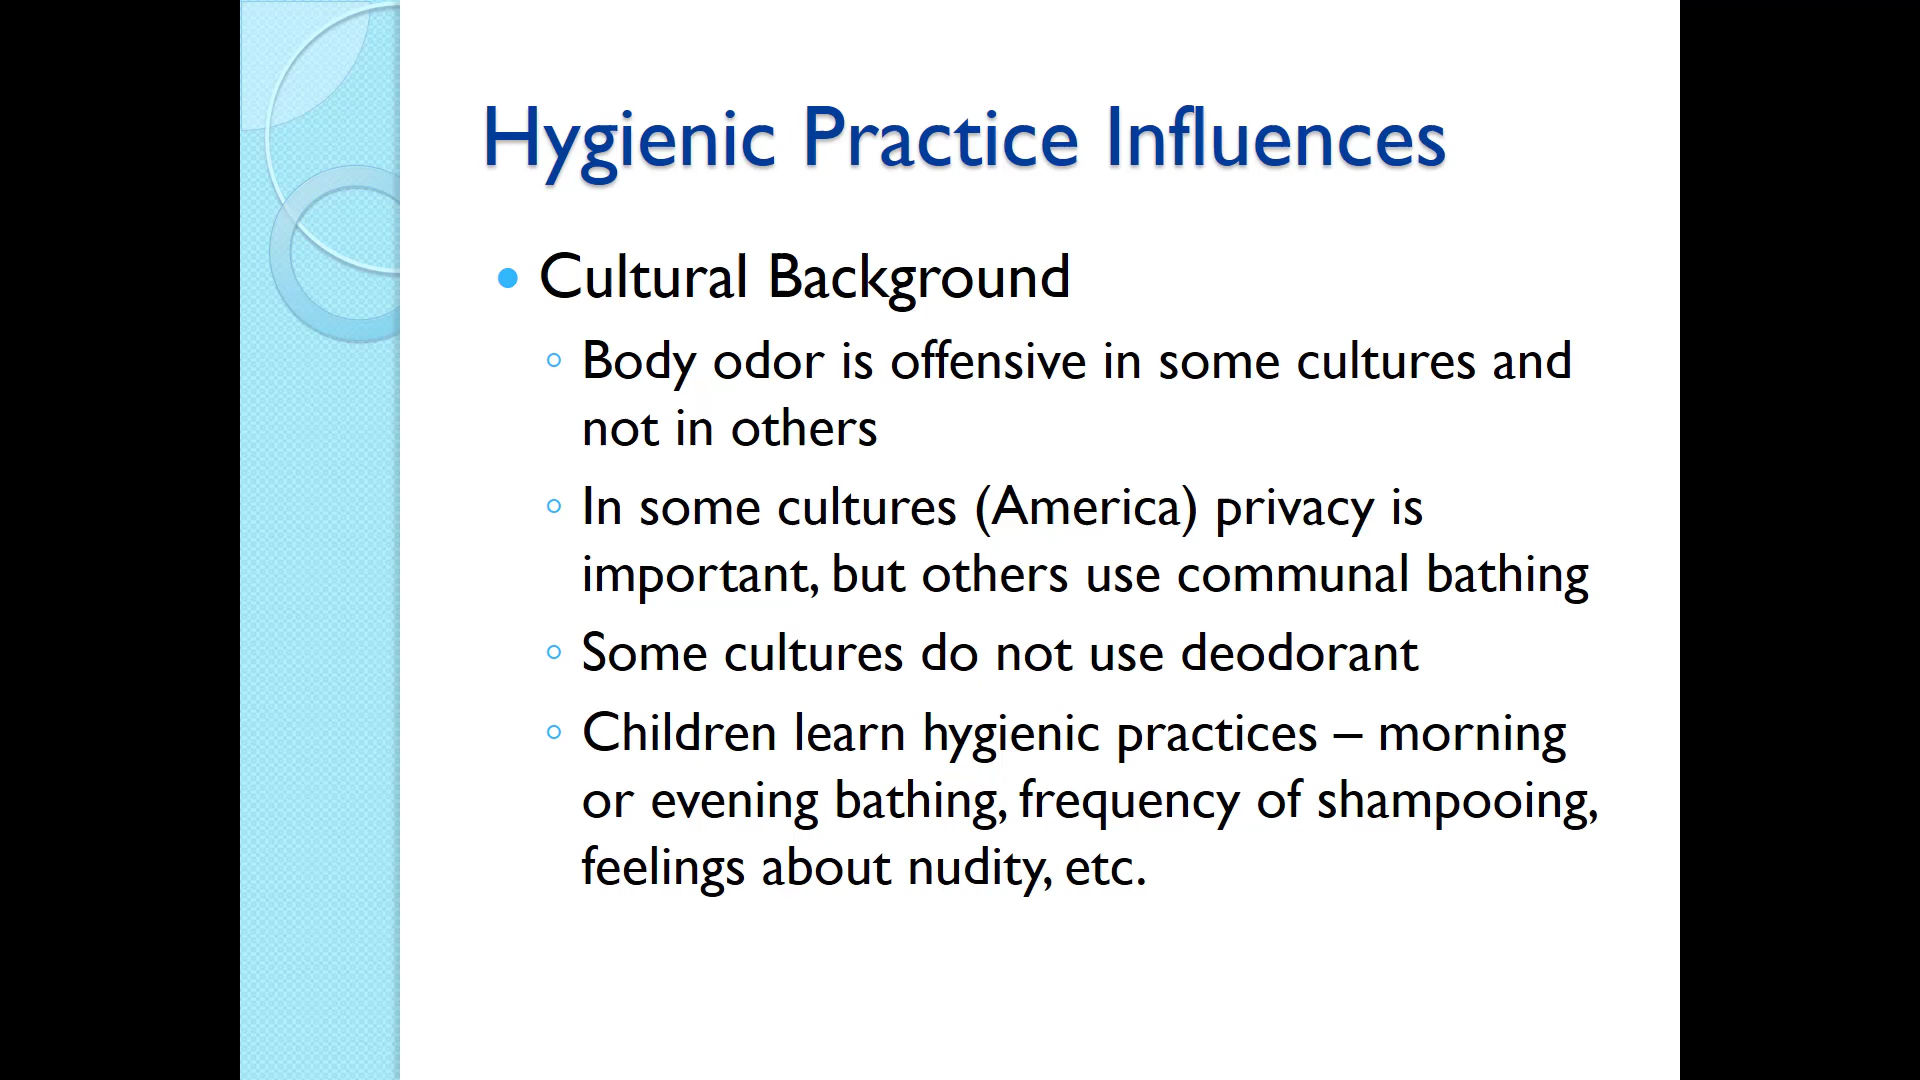 Hygienic Practice Influences
• Cultural Background
◦ Body odor is offensive in some cultures and
not in others
◦ In some cultures (America) privacy is
important, but others use communal bathing
◦ Some cultures do not use deodorant
◦ Children learn hygienic practices – morning
or evening bathing, frequency of shampooing,
feelings about nudity, etc.